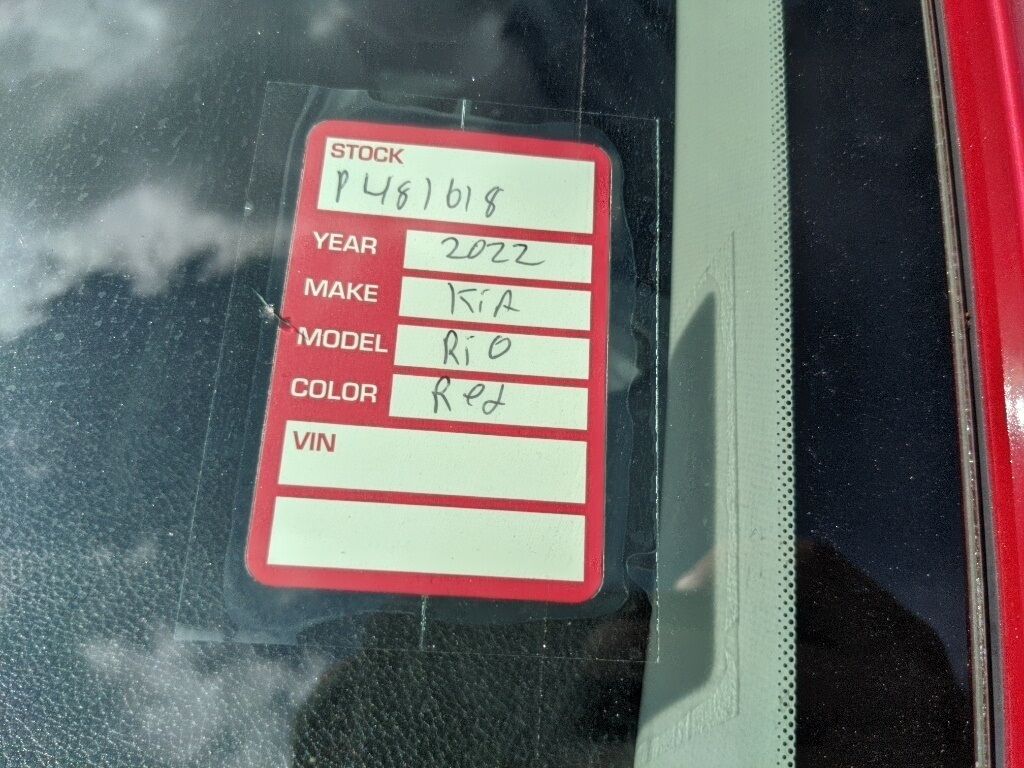 STOCK
P481618
YEAR 2022
MAKE KiA
MODEL RiO
COLOR Red
VIN